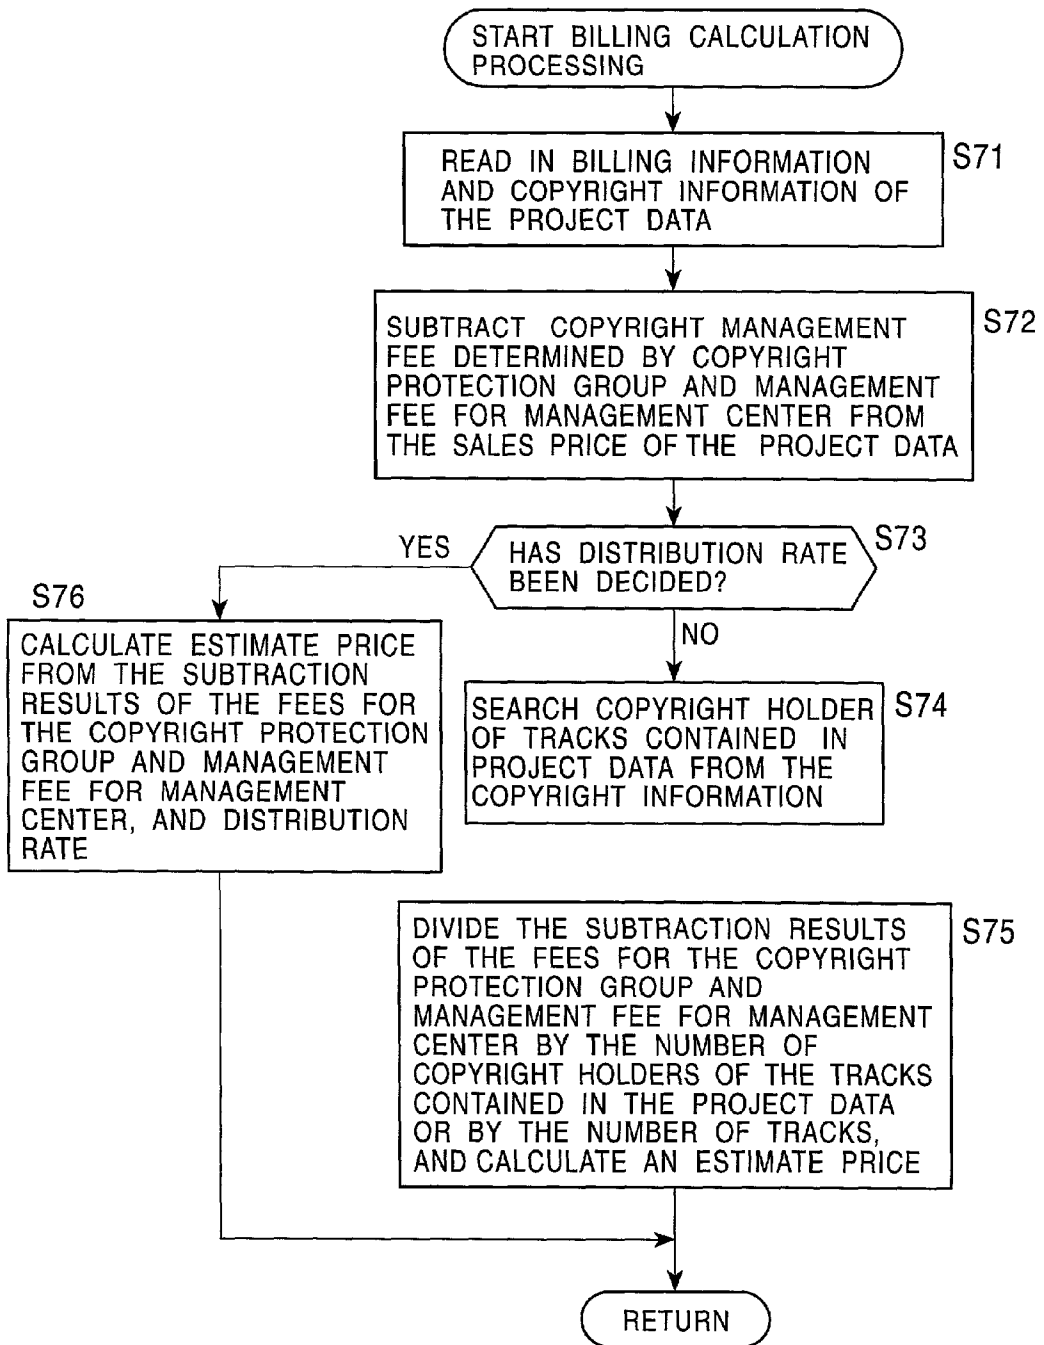 START BILLING CALCULATION
PROCESSING
S71
READ IN BILLING INFORMATION
AND COPYRIGHT INFORMATION OF
THE PROJECT DATA
S72
SUBTRACT COPYRIGHT MANAGEMENT
FEE DETERMINED BY COPYRIGHT
PROTECTION GROUP AND MANAGEMENT
FEE FOR MANAGEMENT CENTER FROM
THE SALES PRICE OF THE PROJECT DATA
S73
HAS DISTRIBUTION RATE
BEEN DECIDED?
YES
NO
S76
CALCULATE ESTIMATE PRICE
FROM THE SUBTRACTION
RESULTS OF THE FEES FOR
THE COPYRIGHT PROTECTION
GROUP AND MANAGEMENT
FEE FOR MANAGEMENT
CENTER, AND DISTRIBUTION
RATE
S74
SEARCH COPYRIGHT HOLDER
OF TRACKS CONTAINED IN
PROJECT DATA FROM THE
COPYRIGHT INFORMATION
S75
DIVIDE THE SUBTRACTION RESULTS
OF THE FEES FOR THE COPYRIGHT
PROTECTION GROUP AND
MANAGEMENT FEE FOR MANAGEMENT
CENTER BY THE NUMBER OF
COPYRIGHT HOLDERS OF THE TRACKS
CONTAINED IN THE PROJECT DATA
OR BY THE NUMBER OF TRACKS,
AND CALCULATE AN ESTIMATE PRICE
RETURN